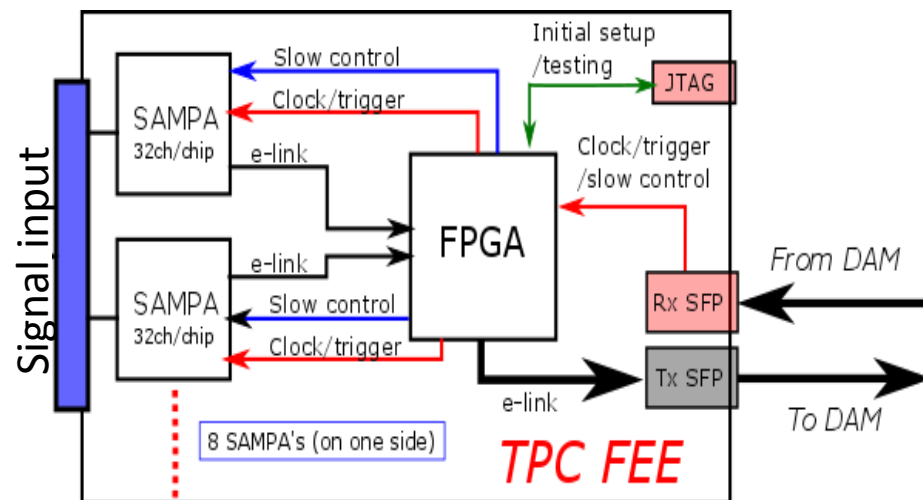 Signal input
SAMPA
32ch/chip
Slow control
Clock/trigger
e-link
SAMPA
32ch/chip
e-link
Slow control
Clock/trigger
8 SAMPA's (on one side)
FPGA
Initial setup
/testing
JTAG
Clock/trigger
/slow control
Rx SFP
From DAM
Tx SFP
To DAM
e-link
TPC FEE